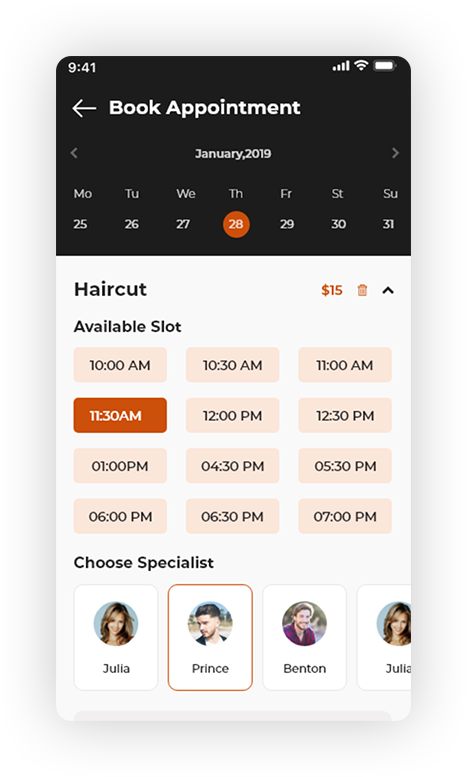 9:41
Book Appointment
January,2019
Mo Tu We Th Fr St Su
25 26 27 28 29 30 31
Haircut $15
Available Slot
10:00 AM 10:30 AM 11:00 AM
11:30AM 12:00 PM 12:30 PM
01:00PM 04:30 PM 05:30 PM
06:00 PM 06:30 PM 07:00 PM
Choose Specialist
Julia Prince Benton Julia